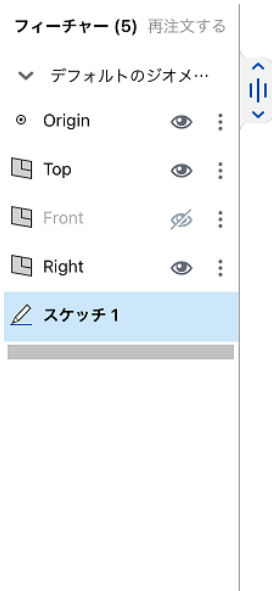 フィーチャー (5) 再注文する
デフォルトのジオメ…
Origin
Top
Front
Right
スケッチ 1